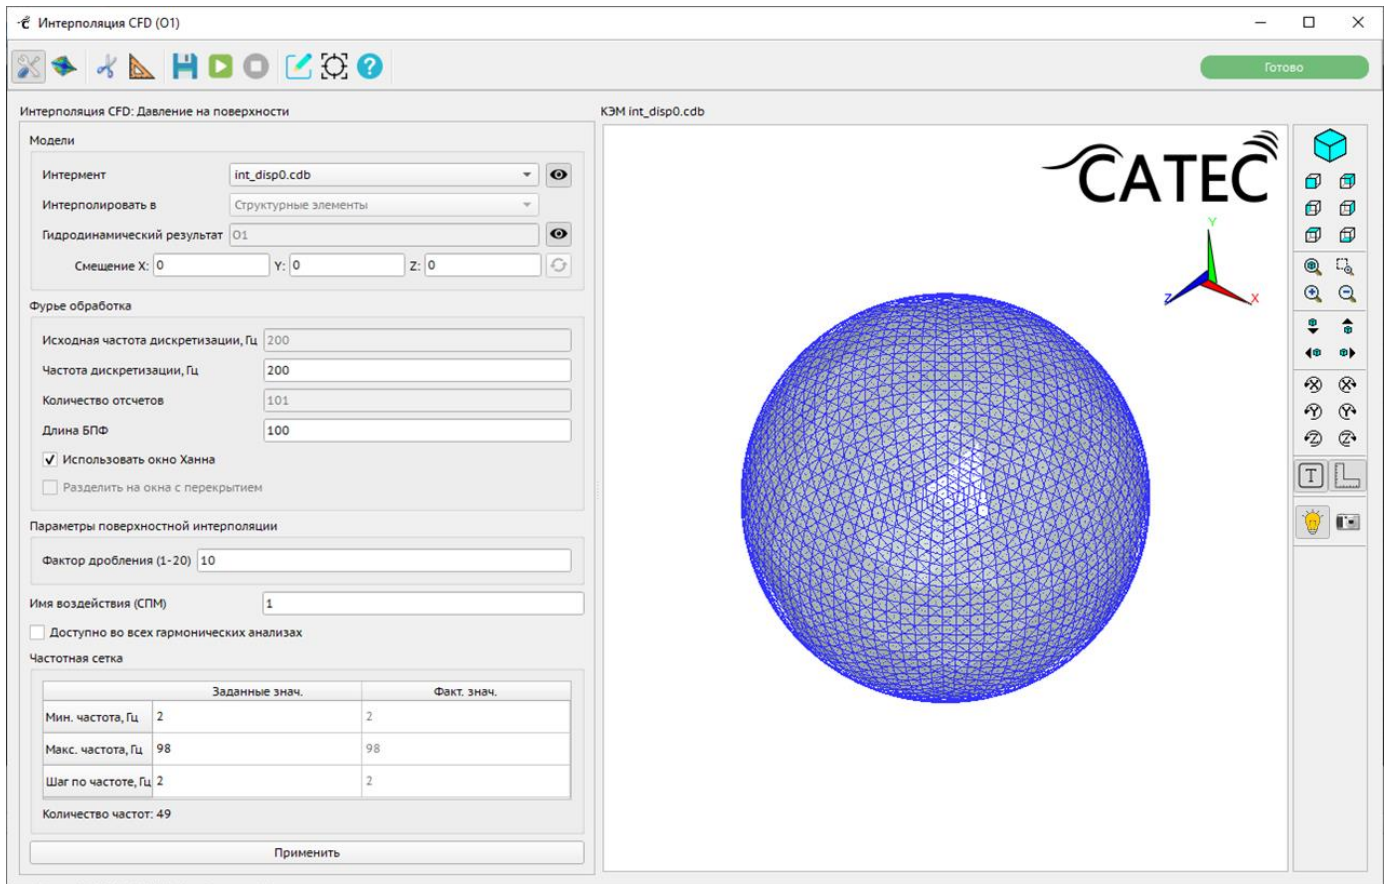 Интерполяция CFD (O1)
Готово
Интерполяция CFD: Давление на поверхности
Модели
Интермент int_disp0.cdb
Интерполировать в Структурные элементы
Гидродинамический результат O1
Смещение X: 0 Y: 0 Z: 0
Фурье обработка
Исходная частота дискретизации, Гц 200
Частота дискретизации, Гц 200
Количество отсчетов 101
Длина БПФ 100
Использовать окно Ханна
Разделить на окна с перекрытием
Параметры поверхностной интерполяции
Фактор дробления (1-20) 10
Имя воздействия (СПМ) 1
Доступно во всех гармонических анализах
Частотная сетка
Заданные знач. Факт. знач.
Мин. частота, Гц 2 2
Макс. частота, Гц 98 98
Шаг по частоте, Гц 2 2
Количество частот: 49
Применить
КЭМ int_disp0.cdb
CATEC
Y
Z X
X X
Y Y
Z Z
T